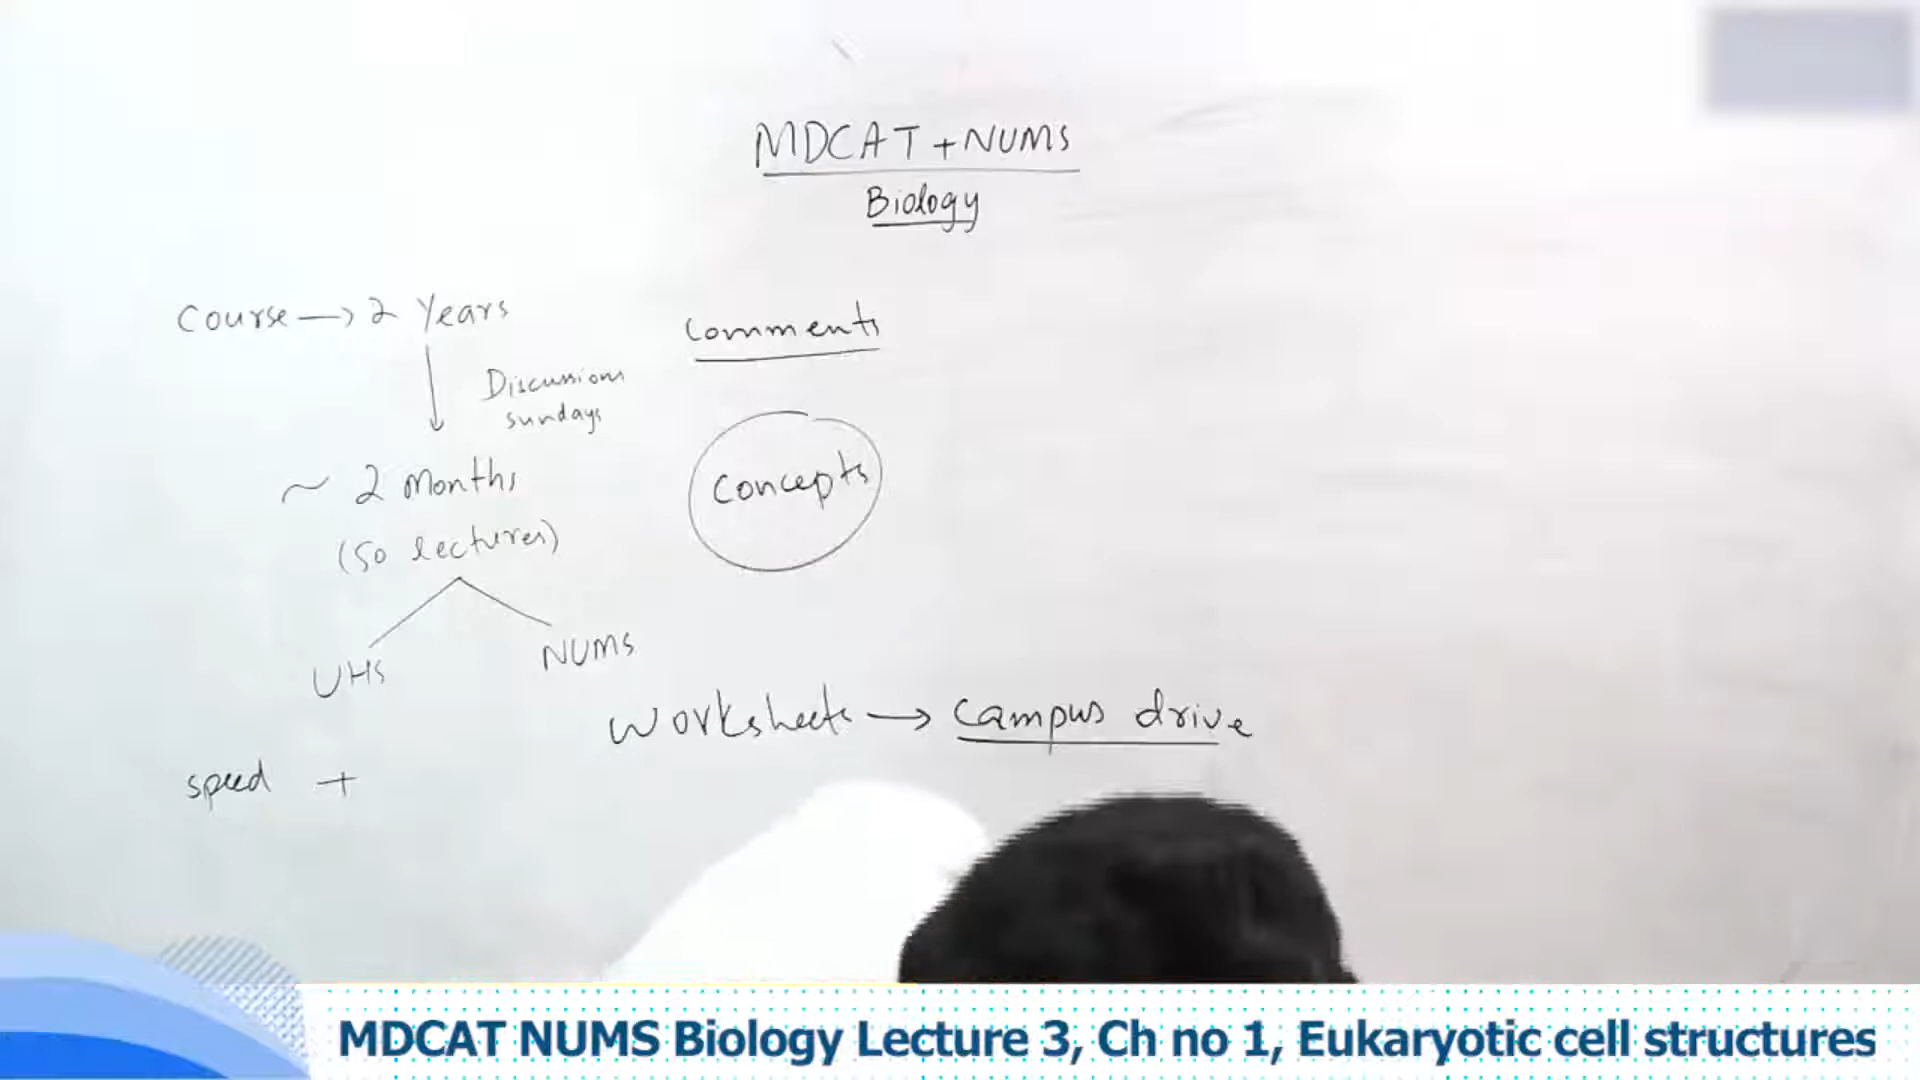 MDCAT + NUMS
Biology
Course → 2 Years
Discussions
sundays
~ 2 Months
(50 lectures)
UHS
NUMS
Comments
Concepts
Worksheets → campus drive
speed +
MDCAT NUMS Biology Lecture 3, Ch no 1, Eukaryotic cell structures